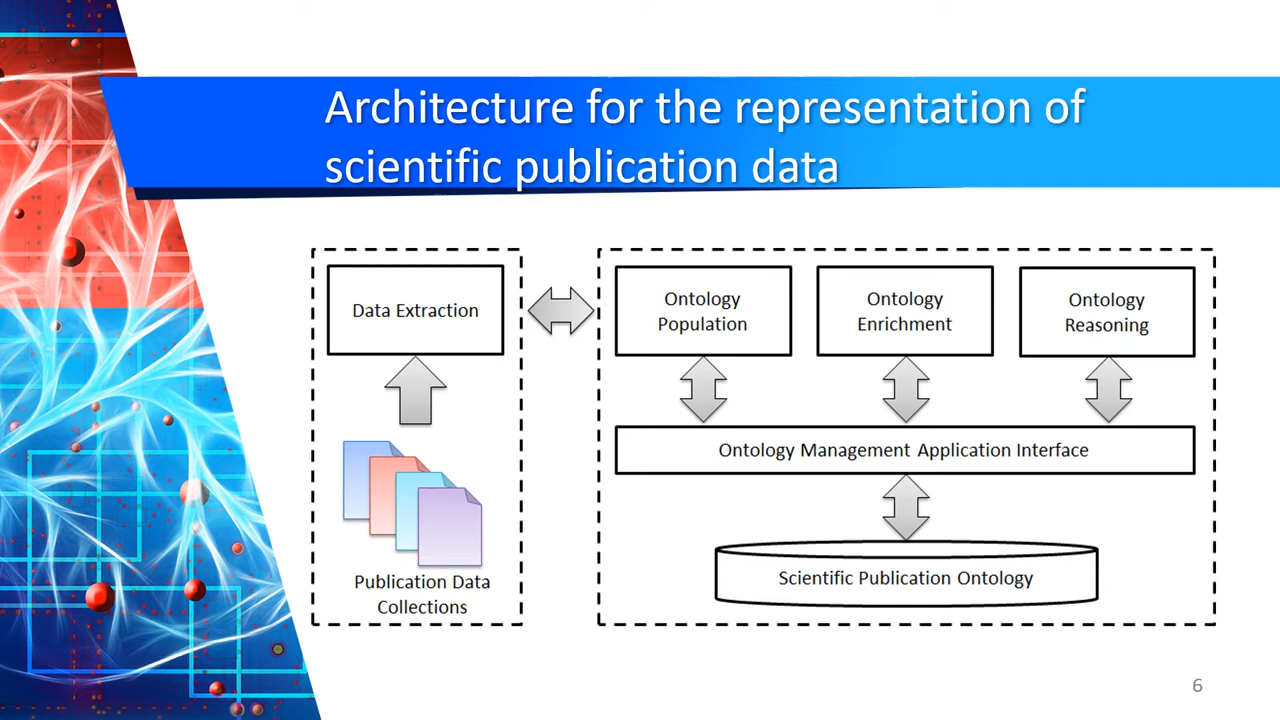 Architecture for the representation of
scientific publication data
Data Extraction
Publication Data
Collections
Ontology
Population
Ontology
Enrichment
Ontology
Reasoning
Ontology Management Application Interface
Scientific Publication Ontology
6